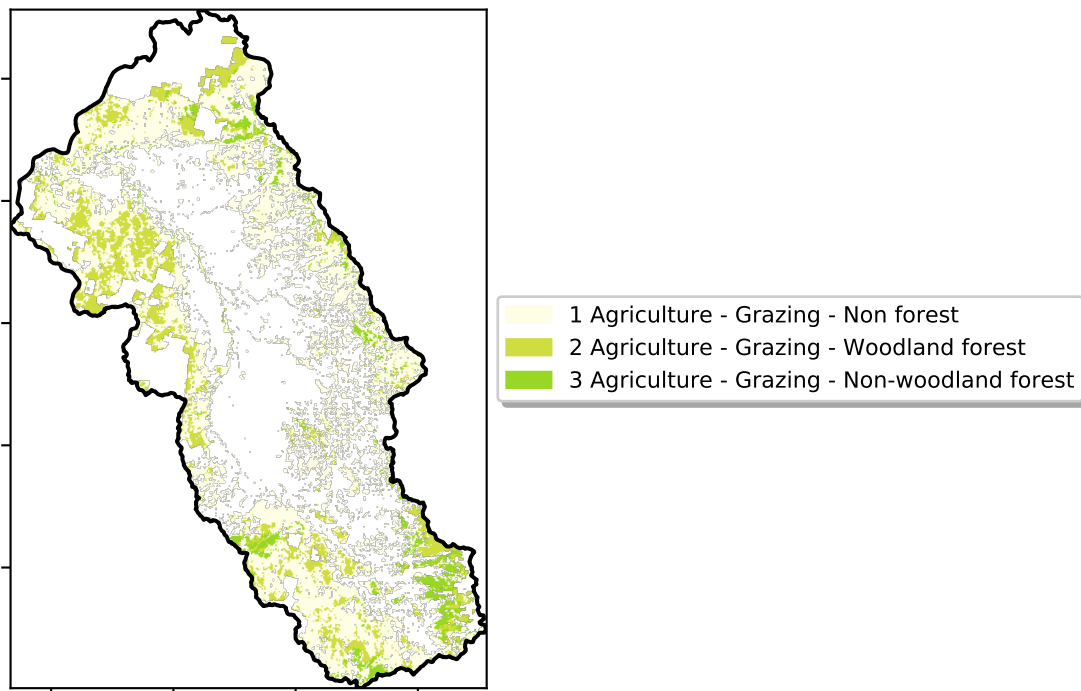 1 Agriculture - Grazing - Non forest
2 Agriculture - Grazing - Woodland forest
3 Agriculture - Grazing - Non-woodland forest